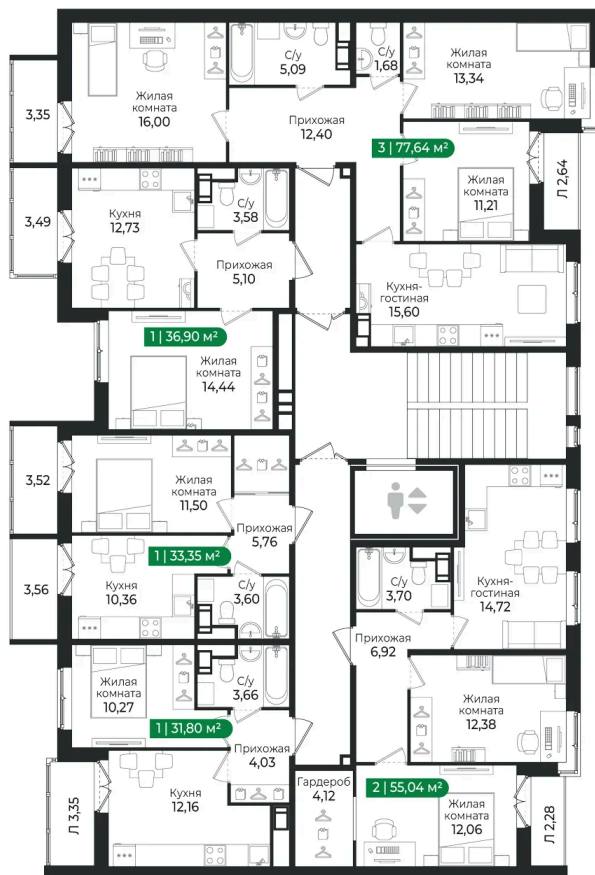 С/у
5,09
С/у
1,68
Жилая
комната
13,34
Жилая
комната
16,00
3,35
Прихожая
12,40
3 | 77,64 м²
Жилая
комната
11,21
Л 2,64
3,49
Кухня
12,73
С/у
3,58
Прихожая
5,10
Кухня-
гостиная
15,60
1 | 36,90 м²
Жилая
комната
14,44
3,52
Жилая
комната
11,50
Прихожая
5,76
1 | 33,35 м²
3,56
Кухня
10,36
С/у
3,60
С/у
3,70
Кухня-
гостиная
14,72
Прихожая
6,92
Жилая
комната
10,27
С/у
3,66
Жилая
комната
12,38
1 | 31,80 м²
Прихожая
4,03
Л 3,35
Кухня
12,16
Гардероб
4,12
2 | 55,04 м²
Жилая
комната
12,06
Л 2,28